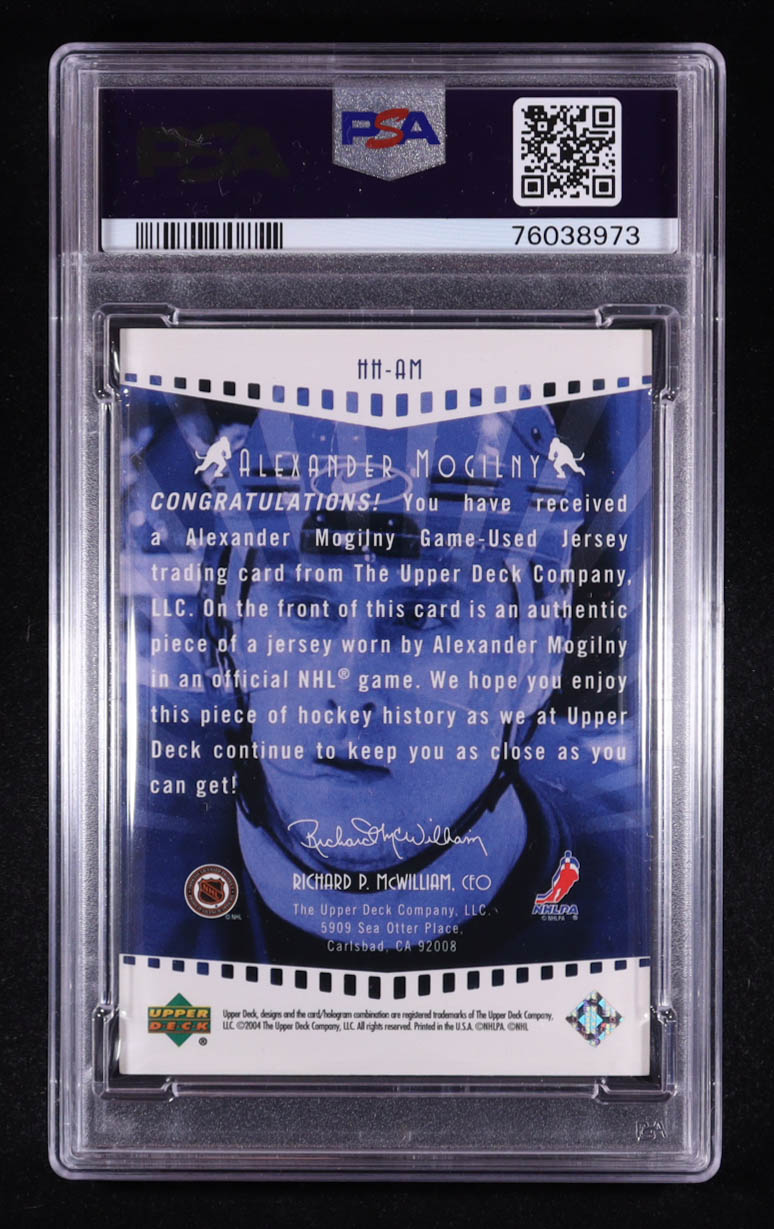 PSA
76038973
HH-AM
ALEXANDER MOGILNY
CONGRATULATIONS! You have received
a Alexander Mogilny Game-Used Jersey
trading card from The Upper Deck Company,
LLC. On the front of this card is an authentic
piece of a jersey worn by Alexander Mogilny
in an official NHL® game. We hope you enjoy
this piece of hockey history as we at Upper
Deck continue to keep you as close as you
can get!
Richard McWilliam
RICHARD P. McWILLIAM, CEO
The Upper Deck Company, LLC.
5909 Sea Otter Place,
Carlsbad, CA 92008
NHL
© NHL
NHLPA
© NHLPA ®
UPPER
DECK
®
Upper Deck, designs and the card/hologram combination are registered trademarks of The Upper Deck Company,
LLC. ©2004 The Upper Deck Company, LLC. All rights reserved. Printed in the U.S.A. ©NHLPA. ©NHL
PSA